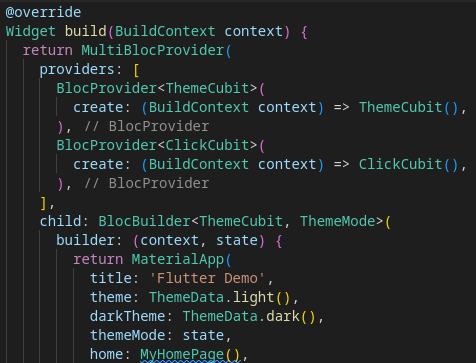 @override
Widget build(BuildContext context) {
  return MultiBlocProvider(
    providers: [
      BlocProvider<ThemeCubit>(
        create: (BuildContext context) => ThemeCubit(),
      ), // BlocProvider
      BlocProvider<ClickCubit>(
        create: (BuildContext context) => ClickCubit(),
      ), // BlocProvider
    ],
    child: BlocBuilder<ThemeCubit, ThemeMode>(
      builder: (context, state) {
        return MaterialApp(
          title: 'Flutter Demo',
          theme: ThemeData.light(),
          darkTheme: ThemeData.dark(),
          themeMode: state,
          home: MyHomePage(),